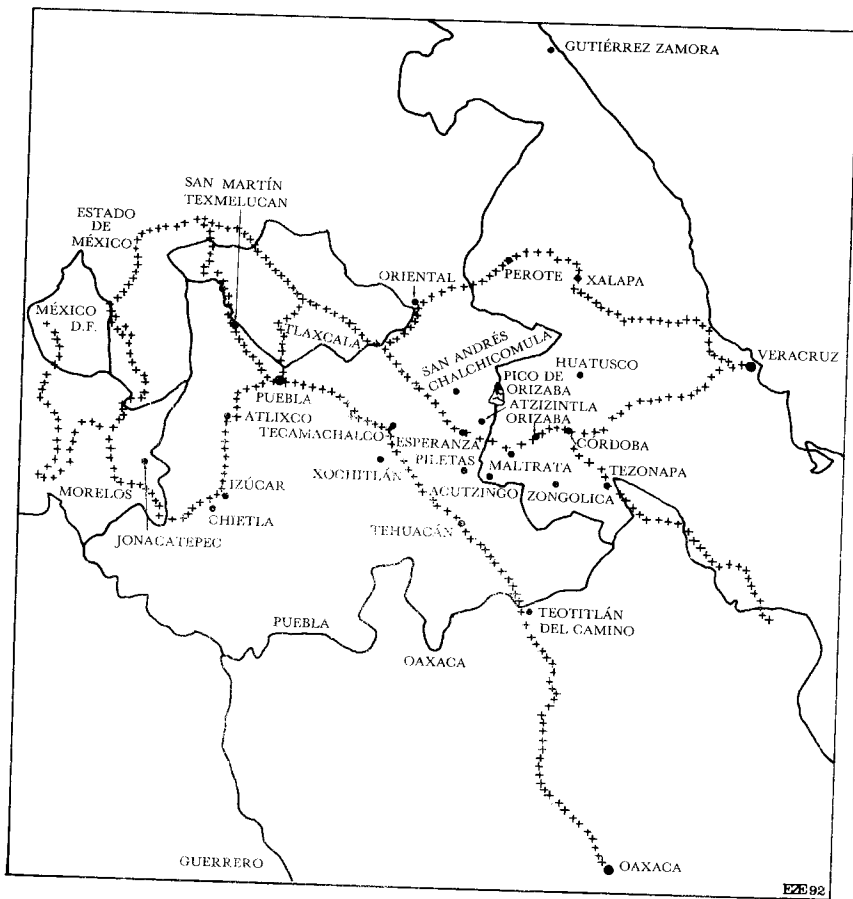 GUTIÉRREZ ZAMORA
SAN MARTÍN
TEXMELUCAN
ESTADO
DE
MÉXICO
ORIENTAL
PEROTE
XALAPA
MÉXICO
D.F.
TLAXCALA
SAN ANDRÉS
CHALCHICOMULA
HUATUSCO
VERACRUZ
PICO DE
ORIZABA
PUEBLA
ATZIZINTLA
ATLIXCO
ORIZABA
TECAMACHALCO
ESPERANZA
CÓRDOBA
PILETAS
MALTRATA
TEZONAPA
XOCHITLÁN
MORELOS
IZÚCAR
ACUTZINGO
ZONGOLICA
CHIETLA
JONACATEPEC
TEHUACÁN
TEOTITLÁN
DEL CAMINO
PUEBLA
OAXACA
GUERRERO
OAXACA
EZE 92